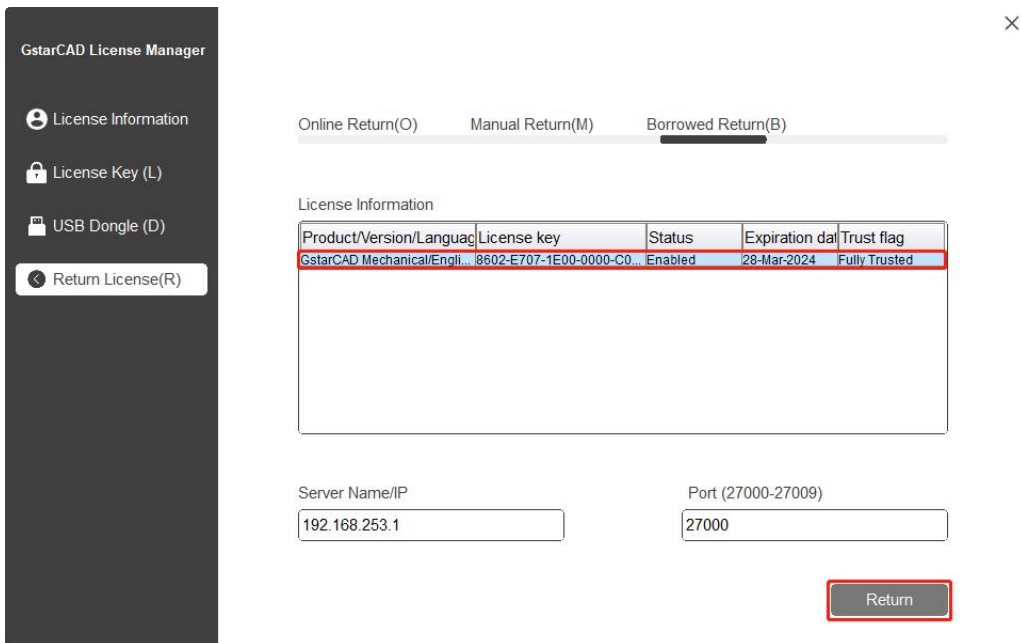 GstarCAD License Manager
License Information
License Key (L)
USB Dongle (D)
Return License(R)
Online Return(O) Manual Return(M) Borrowed Return(B)
License Information
Product/Version/Languag License key Status Expiration dat Trust flag
GstarCAD Mechanical/Engli... 8602-E707-1E00-0000-C0... Enabled 28-Mar-2024 Fully Trusted
Server Name/IP Port (27000-27009)
192.168.253.1 27000
Return